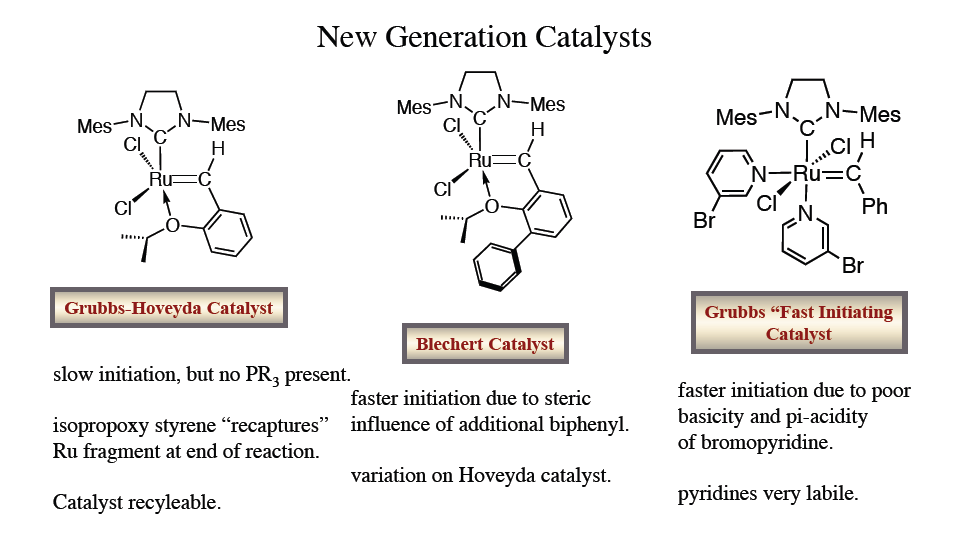 New Generation Catalysts
Mes N N Mes
Cl C H
Ru C
Cl
O
Grubbs-Hoveyda Catalyst
slow initiation, but no PR3 present.
isopropoxy styrene “recaptures”
Ru fragment at end of reaction.
Catalyst recyleable.
Mes N N Mes
Cl C H
Ru C
Cl
O
Blechert Catalyst
faster initiation due to steric
influence of additional biphenyl.
variation on Hoveyda catalyst.
Mes N N Mes
C Cl H
N Ru C
Br Cl Ph
N
Br
Grubbs “Fast Initiating
Catalyst
faster initiation due to poor
basicity and pi-acidity
of bromopyridine.
pyridines very labile.